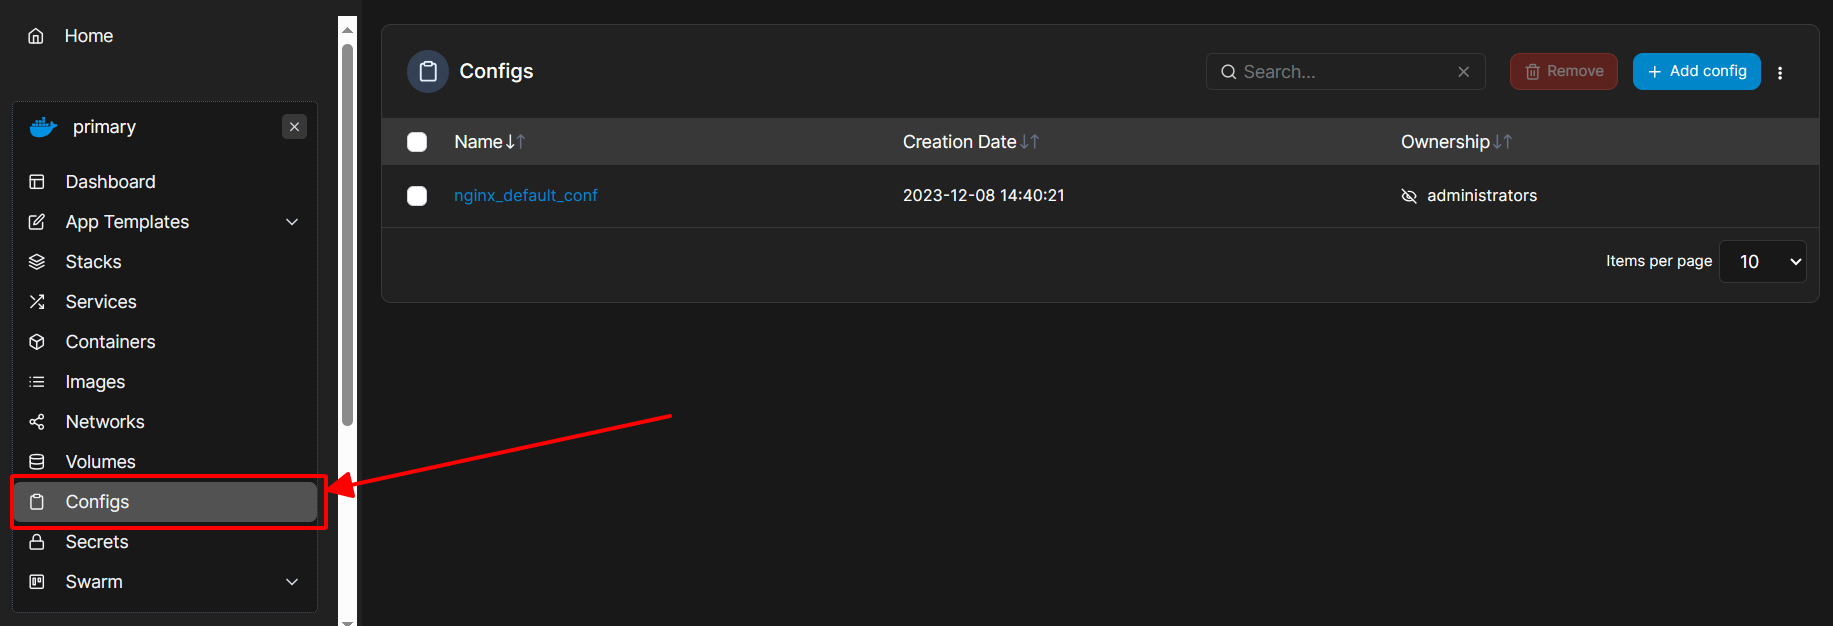 Home
primary
Dashboard
App Templates
Stacks
Services
Containers
Images
Networks
Volumes
Configs
Secrets
Swarm
Configs
Search...
Remove
Add config
Name
Creation Date
Ownership
nginx_default_conf
2023-12-08 14:40:21
administrators
Items per page
10